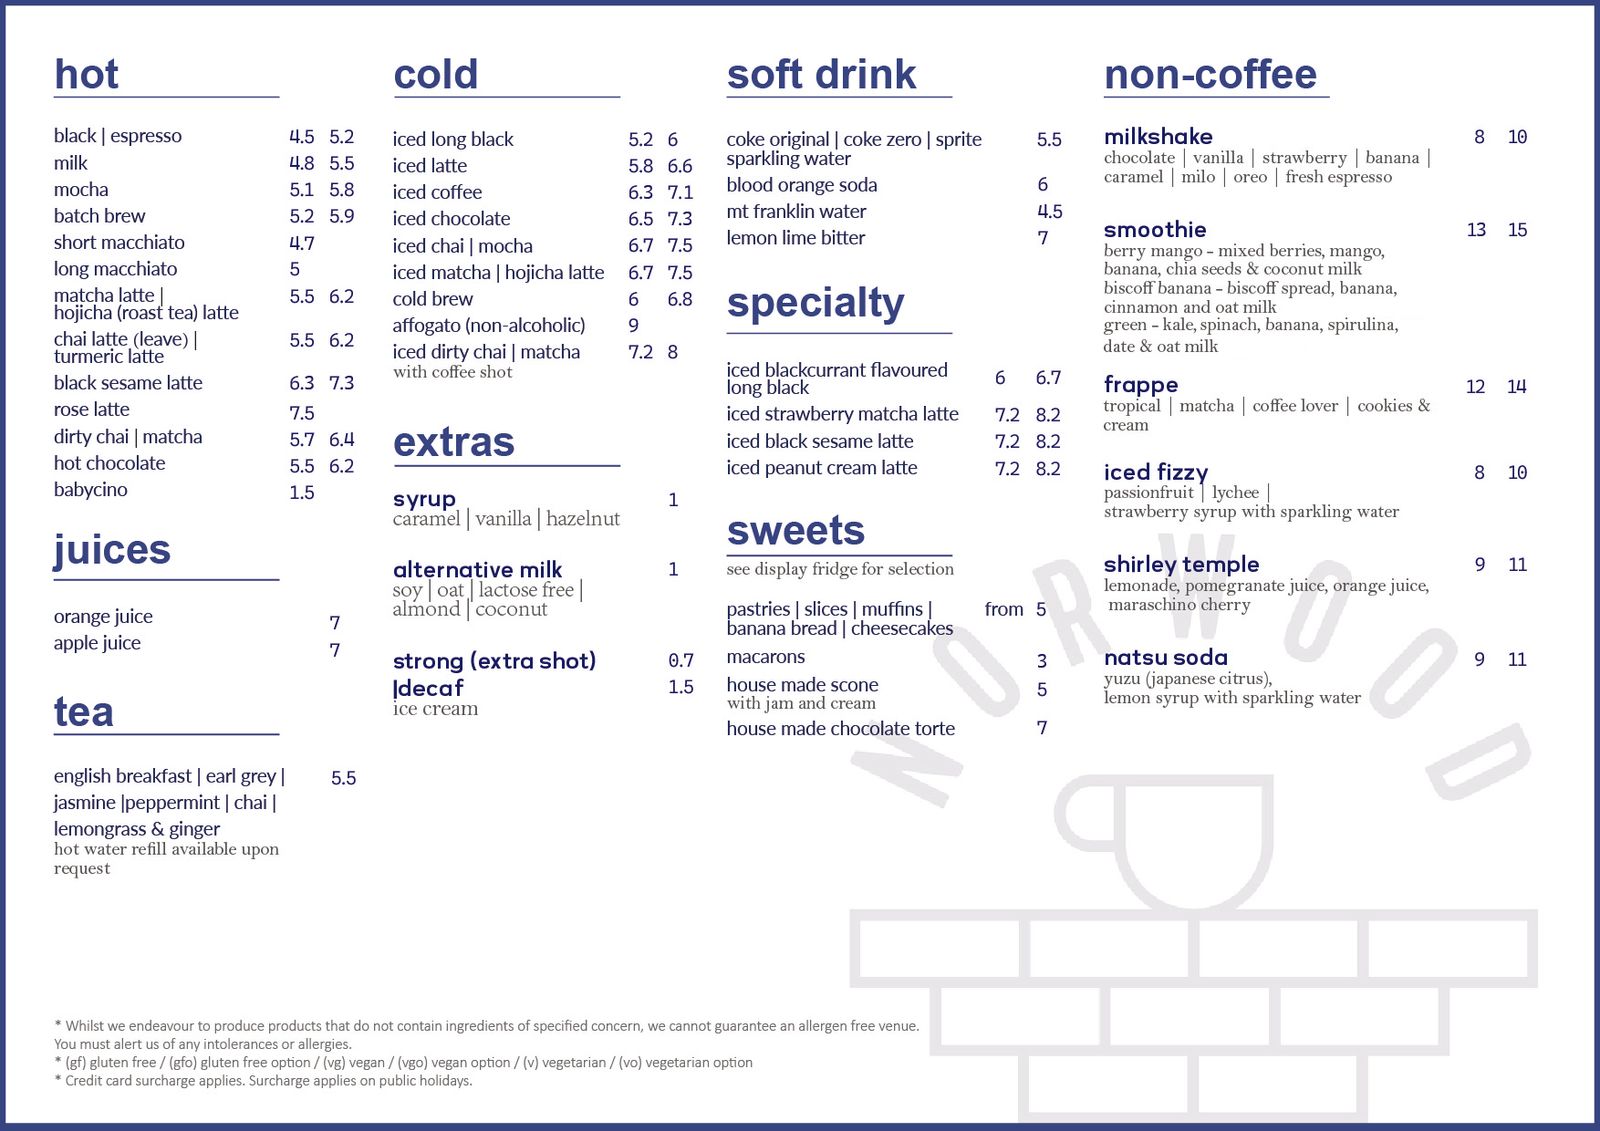 hot
black | espresso 4.5 5.2
milk 4.8 5.5
mocha 5.1 5.8
batch brew 5.2 5.9
short macchiato 4.7
long macchiato 5
matcha latte | 5.5 6.2
hojicha (roast tea) latte
chai latte (leave) | 5.5 6.2
turmeric latte
black sesame latte 6.3 7.3
rose latte 7.5
dirty chai | matcha 5.7 6.4
hot chocolate 5.5 6.2
babycino 1.5
juices
orange juice 7
apple juice 7
tea
english breakfast | earl grey | 5.5
jasmine |peppermint | chai |
lemongrass & ginger
hot water refill available upon
request
cold
iced long black 5.2 6
iced latte 5.8 6.6
iced coffee 6.3 7.1
iced chocolate 6.5 7.3
iced chai | mocha 6.7 7.5
iced matcha | hojicha latte 6.7 7.5
cold brew 6 6.8
affogato (non-alcoholic) 9
iced dirty chai | matcha 7.2 8
with coffee shot
extras
syrup 1
caramel | vanilla | hazelnut
alternative milk 1
soy | oat | lactose free |
almond | coconut
strong (extra shot) 0.7
|decaf 1.5
ice cream
soft drink
coke original | coke zero | sprite 5.5
sparkling water
blood orange soda 6
mt franklin water 4.5
lemon lime bitter 7
specialty
iced blackcurrant flavoured 6 6.7
long black
iced strawberry matcha latte 7.2 8.2
iced black sesame latte 7.2 8.2
iced peanut cream latte 7.2 8.2
sweets
see display fridge for selection
pastries | slices | muffins | from 5
banana bread | cheesecakes
macarons 3
house made scone 5
with jam and cream
house made chocolate torte 7
non-coffee
milkshake 8 10
chocolate | vanilla | strawberry | banana |
caramel | milo | oreo | fresh espresso
smoothie 13 15
berry mango - mixed berries, mango,
banana, chia seeds & coconut milk
biscoff banana - biscoff spread, banana,
cinnamon and oat milk
green - kale, spinach, banana, spirulina,
date & oat milk
frappe 12 14
tropical | matcha | coffee lover | cookies &
cream
iced fizzy 8 10
passionfruit | lychee |
strawberry syrup with sparkling water
shirley temple 9 11
lemonade, pomegranate juice, orange juice,
maraschino cherry
natsu soda 9 11
yuzu (japanese citrus),
lemon syrup with sparkling water
NORWOOD
* Whilst we endeavour to produce products that do not contain ingredients of specified concern, we cannot guarantee an allergen free venue.
You must alert us of any intolerances or allergies.
* (gf) gluten free / (gfo) gluten free option / (vg) vegan / (vgo) vegan option / (v) vegetarian / (vo) vegetarian option
* Credit card surcharge applies. Surcharge applies on public holidays.